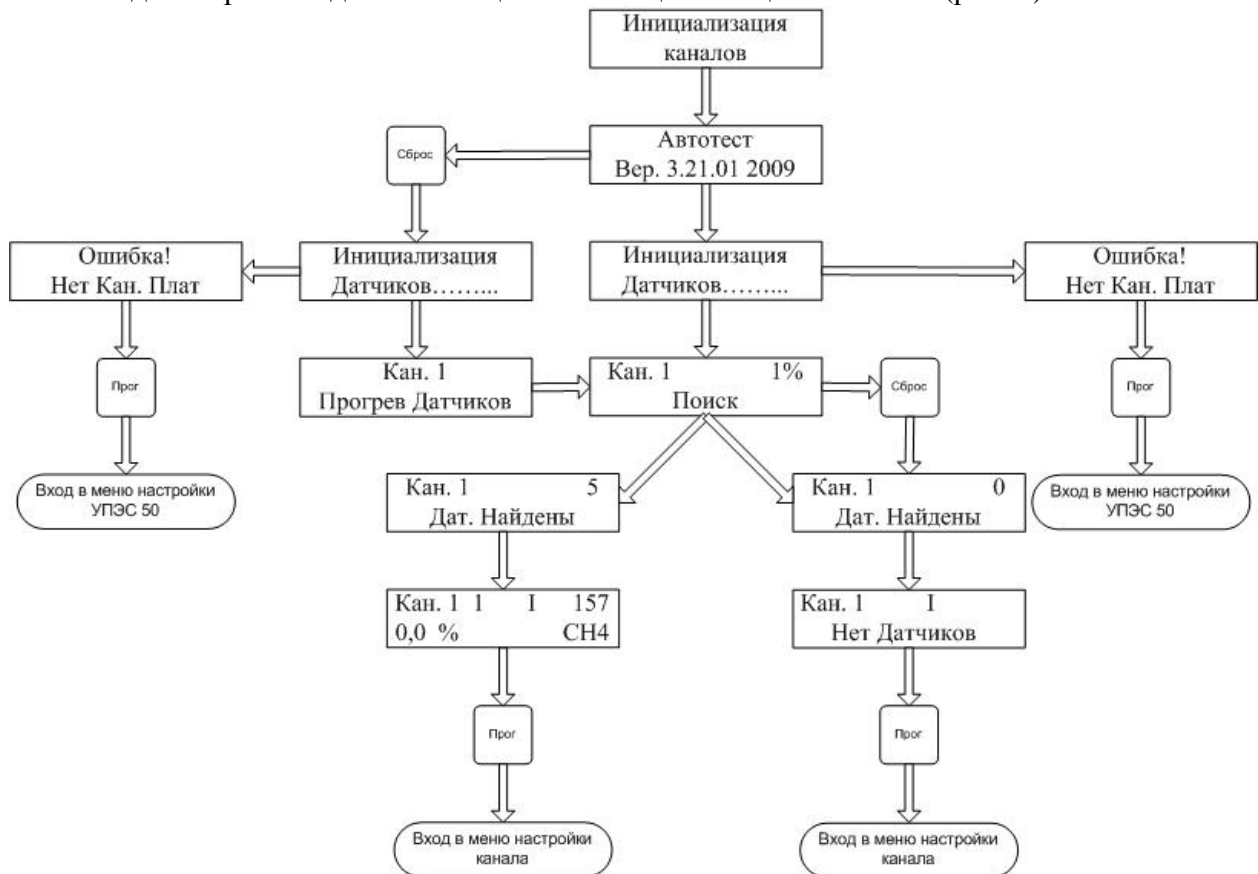 Инициализация
каналов
Автотест
Вер. 3.21.01 2009
Сброс
Ошибка!
Нет Кан. Плат
Инициализация
Датчиков……...
Инициализация
Датчиков……...
Ошибка!
Нет Кан. Плат
Прог
Кан. 1
Прогрев Датчиков
Кан. 1 1%
Поиск
Сброс
Прог
Вход в меню настройки
УПЭС 50
Кан. 1 5
Дат. Найдены
Кан. 1 0
Дат. Найдены
Вход в меню настройки
УПЭС 50
Кан. 1 1 I 157
0,0 % CH4
Кан. 1 I
Нет Датчиков
Прог
Прог
Вход в меню настройки
канала
Вход в меню настройки
канала